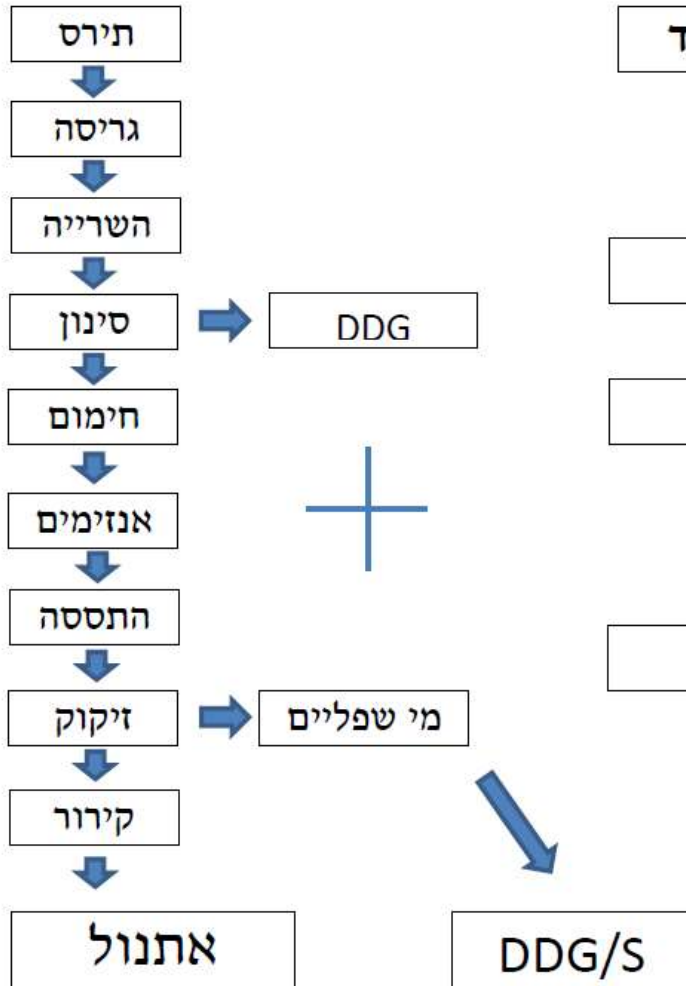 תירס
גריסה
השרייה
סינון
DDG
חימום
אנזימים
התססה
זיקוק
מי שפליים
קירור
אתנול
DDG/S